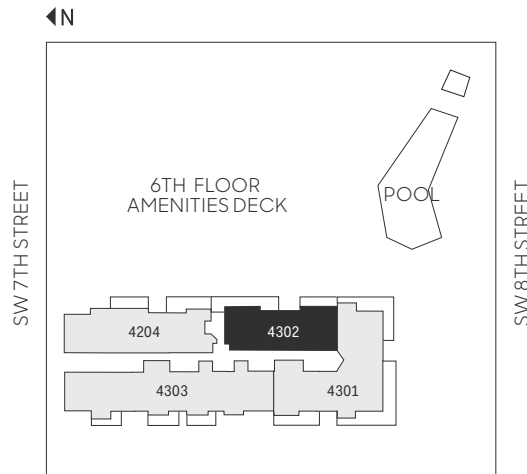 N
6TH FLOOR
AMENITIES DECK
POOL
SW 7TH STREET
SW 8TH STREET
4204
4302
4303
4301